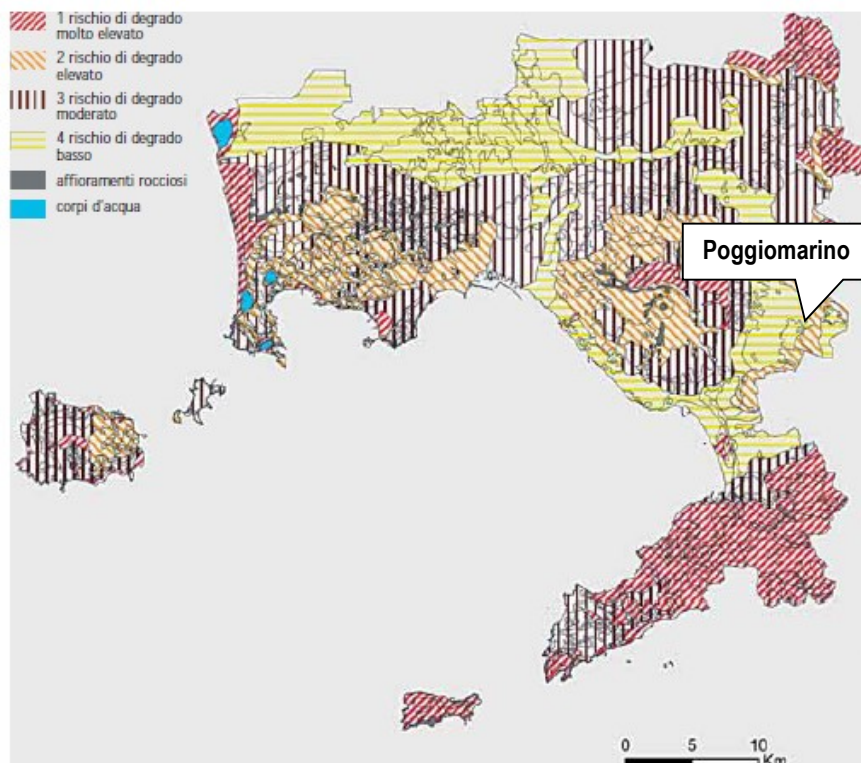 1 rischio di degrado
molto elevato
2 rischio di degrado
elevato
3 rischio di degrado
moderato
4 rischio di degrado
basso
affioramenti rocciosi
corpi d'acqua
Poggiomarino
0 5 10
Km